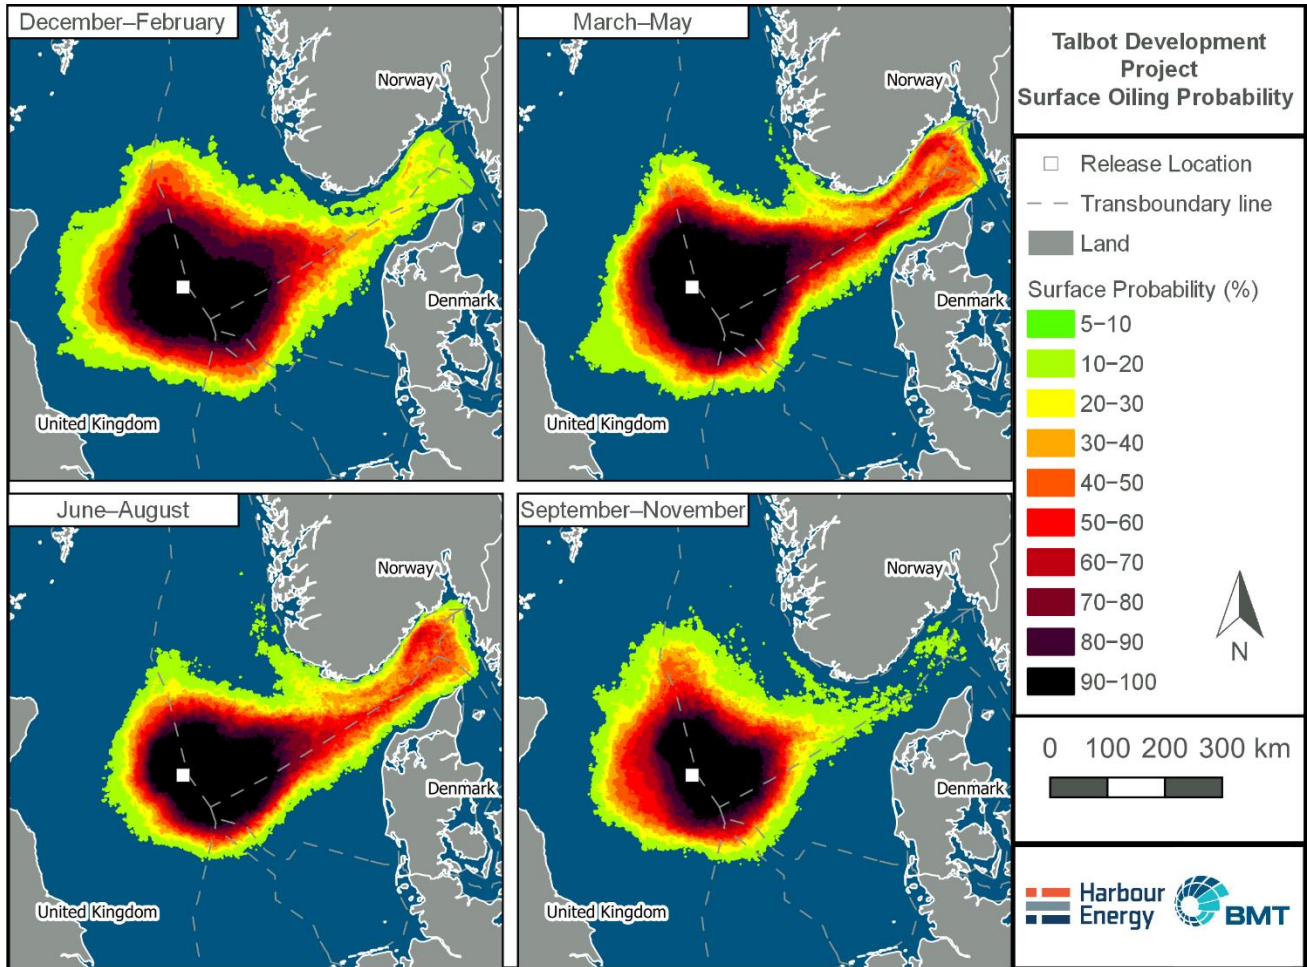 December–February
Norway
Denmark
United Kingdom
March–May
Norway
Denmark
United Kingdom
June–August
Norway
Denmark
United Kingdom
September–November
Norway
Denmark
United Kingdom
Talbot Development
Project
Surface Oiling Probability
Release Location
Transboundary line
Land
Surface Probability (%)
5–10
10–20
20–30
30–40
40–50
50–60
60–70
70–80
80–90
90–100
N
0 100 200 300 km
Harbour
Energy
BMT